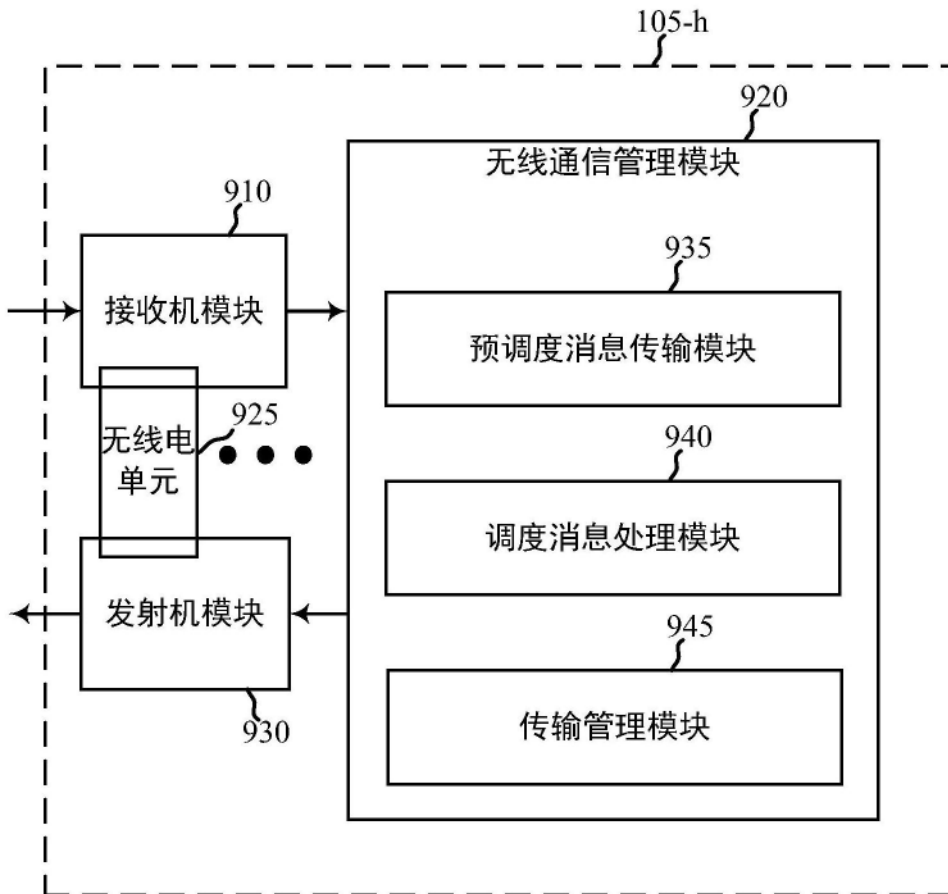 105-h
920
无线通信管理模块
910
935
接收机模块
预调度消息传输模块
925
无线电
单元
940
调度消息处理模块
发射机模块
945
930
传输管理模块